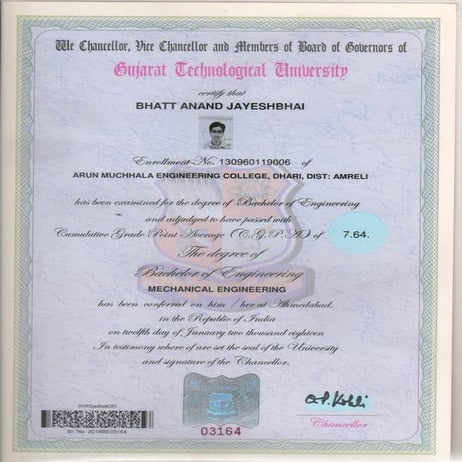 We Chancellor, Vice Chancellor and Members of Board of Governors of
Gujarat Technological University
certify that
BHATT ANAND JAYESHBHAI
Enrollment No. 130960119006 of
ARUN MUCHHALA ENGINEERING COLLEGE, DHARI, DIST: AMRELI
has been examined for the degree of Bachelor of Engineering
and adjudged to have passed with
Cumulative Grade Point Average (C.G.P.A) of 7.64.
The degree of
Bachelor of Engineering
MECHANICAL ENGINEERING
has been conferred on him / her at Ahmedabad,
in the Republic of India
on twelfth day of January two thousand eighteen
In testimony where of are set the seal of the University
and signature of the Chancellor.
03164
Chancellor